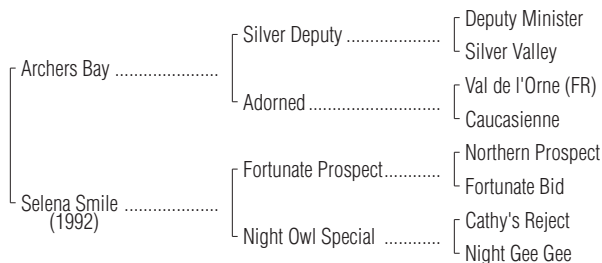 Deputy Minister
Silver Deputy ....................
Silver Valley
Archers Bay ......................
Val de l'Orne (FR)
Adorned ............................
Caucasienne
Northern Prospect
Fortunate Prospect............
Fortunate Bid
Selena Smile ....................
(1992)
Cathy's Reject
Night Owl Special ............
Night Gee Gee